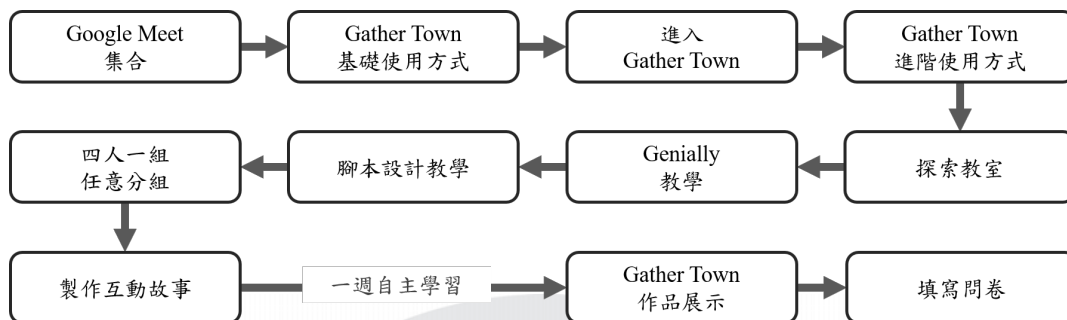 Google Meet
集合
Gather Town
基礎使用方式
進入
Gather Town
Gather Town
進階使用方式
探索教室
Genially
教學
腳本設計教學
四人一組
任意分組
製作互動故事
一週自主學習
Gather Town
作品展示
填寫問卷